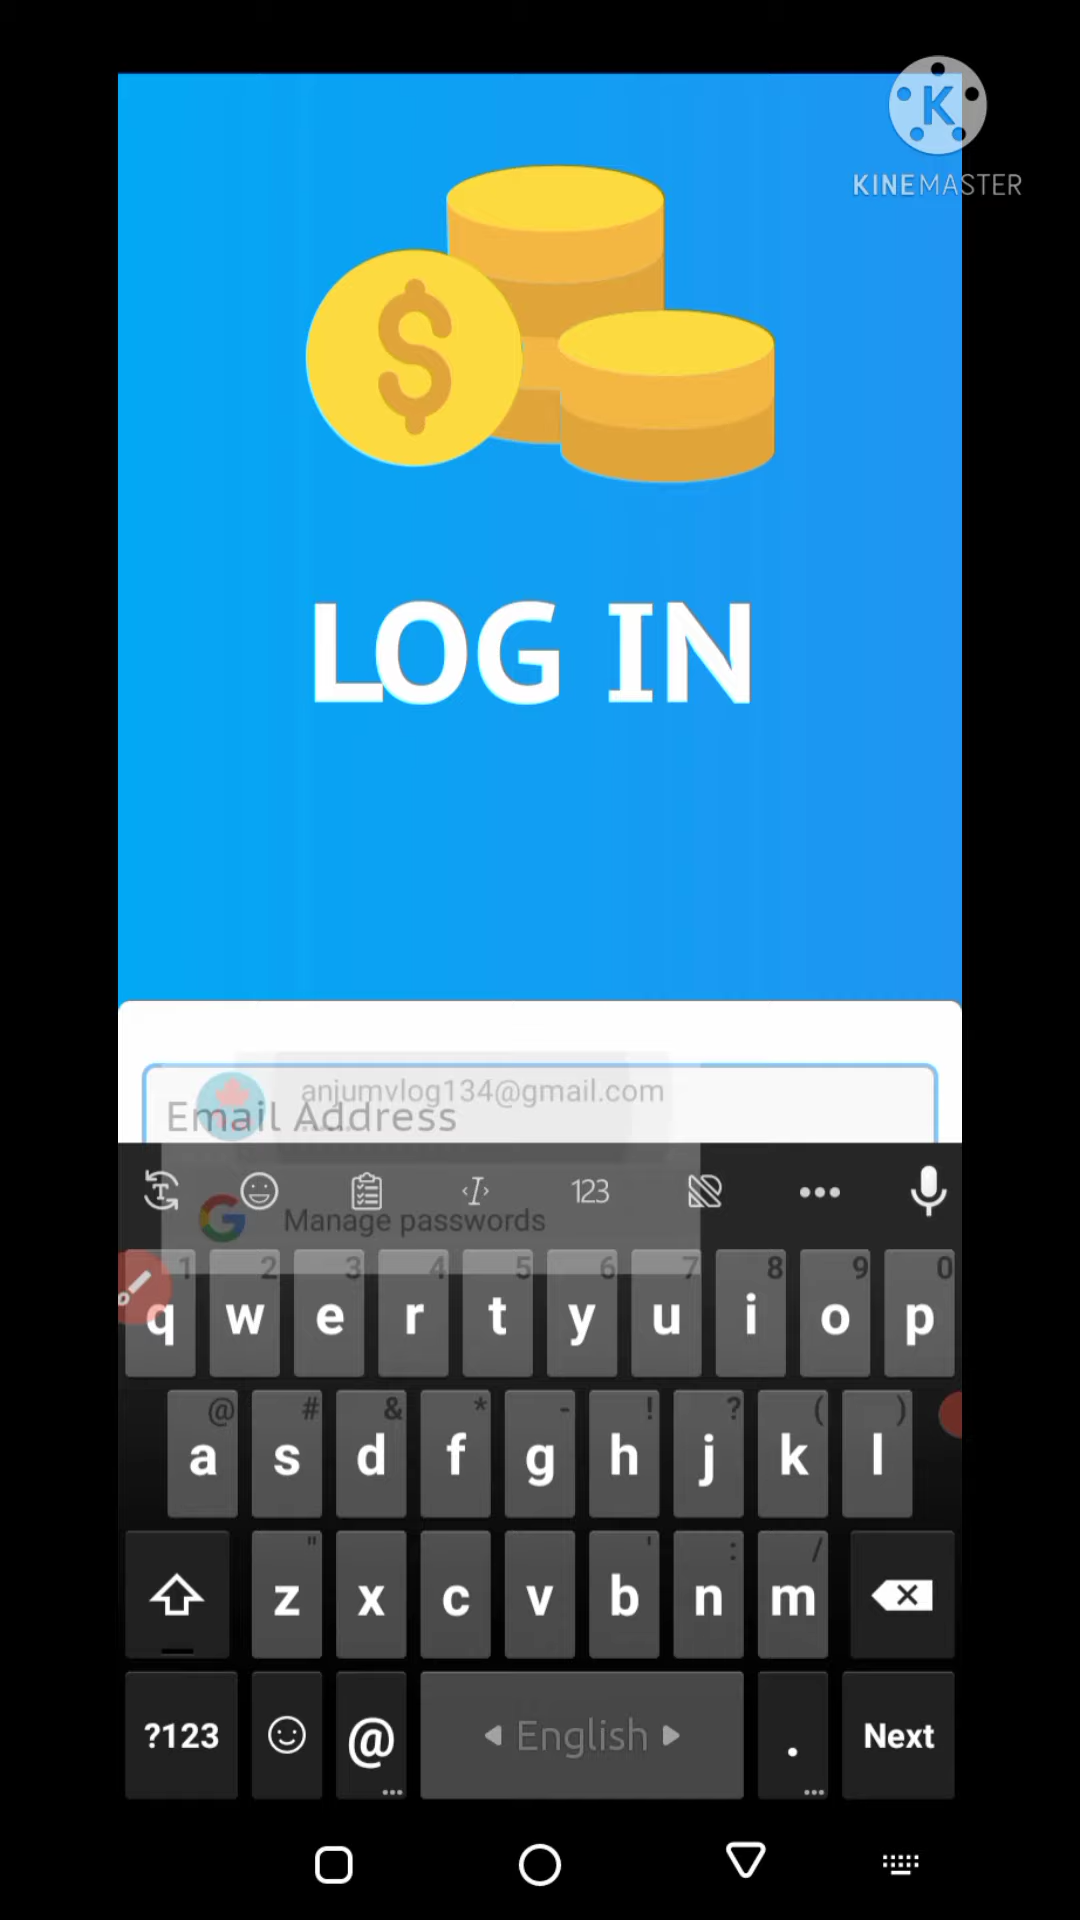 K
KINEMASTER
$
LOG IN
anjumvlog134@gmail.com
Email Address
123
Manage passwords
1 2 3 4 5 6 7 8 9 0
q w e r t y u i o p
@ # & * - ! ? ( )
a s d f g h j k l
" ' : /
z x c v b n m
?123 @ English . Next